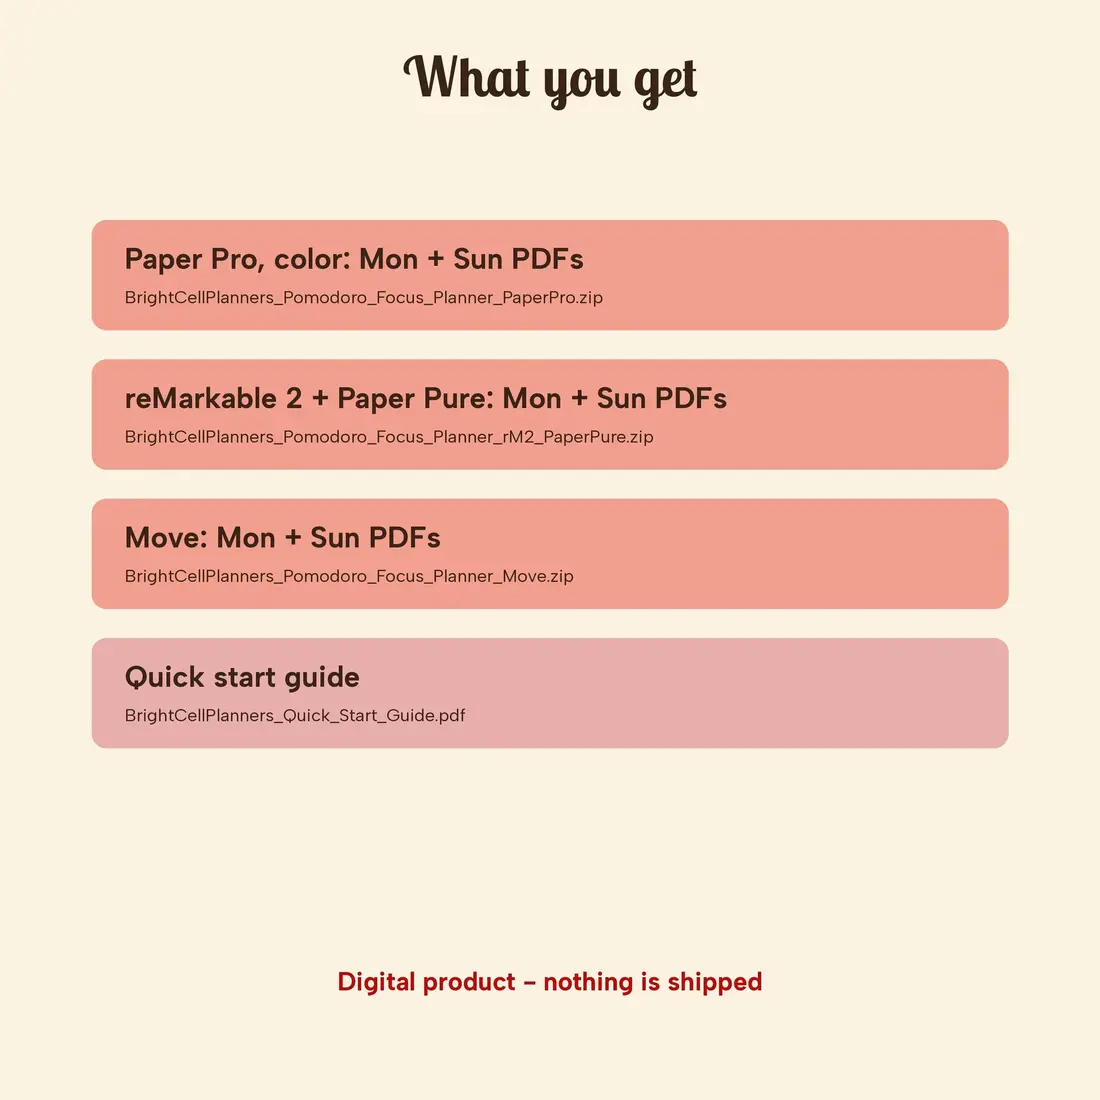 What you get
Paper Pro, color: Mon + Sun PDFs
BrightCellPlanners_Pomodoro_Focus_Planner_PaperPro.zip
reMarkable 2 + Paper Pure: Mon + Sun PDFs
BrightCellPlanners_Pomodoro_Focus_Planner_rM2_PaperPure.zip
Move: Mon + Sun PDFs
BrightCellPlanners_Pomodoro_Focus_Planner_Move.zip
Quick start guide
BrightCellPlanners_Quick_Start_Guide.pdf
Digital product – nothing is shipped